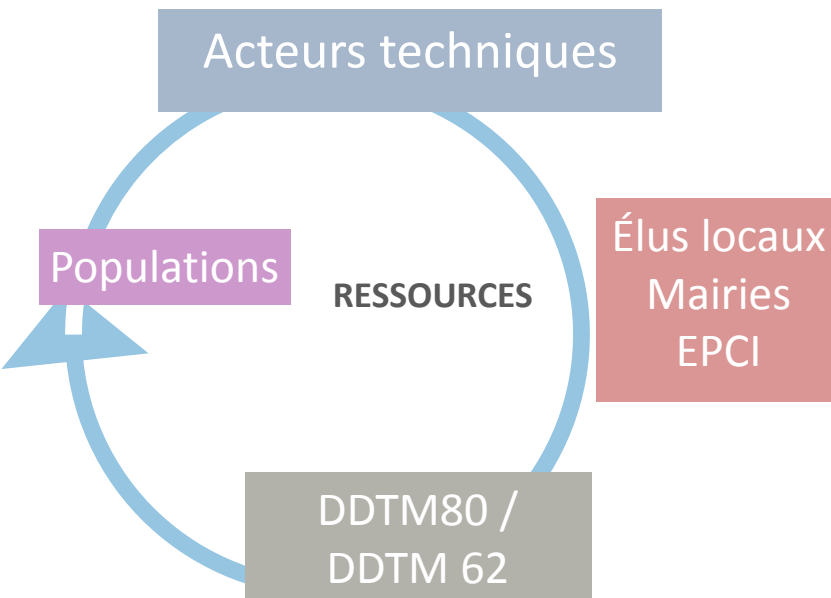 Acteurs techniques
Populations
RESSOURCES
Élus locaux
Mairies
EPCI
DDTM80 /
DDTM 62